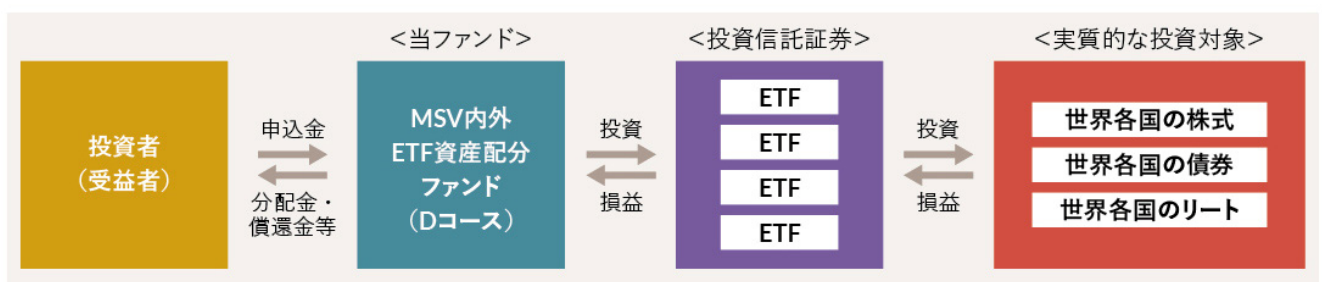 <当ファンド>
<投資信託証券>
<実質的な投資対象>
投資者
（受益者）
申込金
分配金・
償還金等
MSV内外
ETF資産配分
ファンド
（Dコース）
投資
損益
ETF
ETF
ETF
ETF
投資
損益
世界各国の株式
世界各国の債券
世界各国のリート